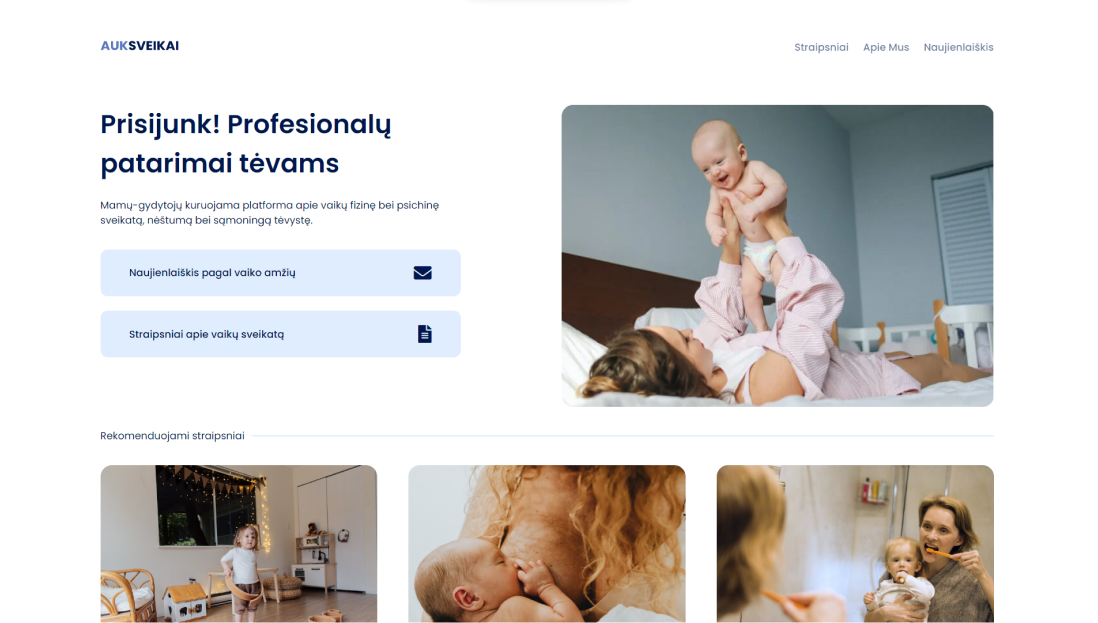 AUKSVEIKAI
Straipsniai Apie Mus Naujienlaiškis
Prisijunk! Profesionalų
patarimai tėvams
Mamų-gydytojų kuruojama platforma apie vaikų fizinę bei psichinę
sveikatą, nėštumą bei sąmoningą tėvystę.
Naujienlaiškis pagal vaiko amžių
Straipsniai apie vaikų sveikatą
Rekomenduojami straipsniai